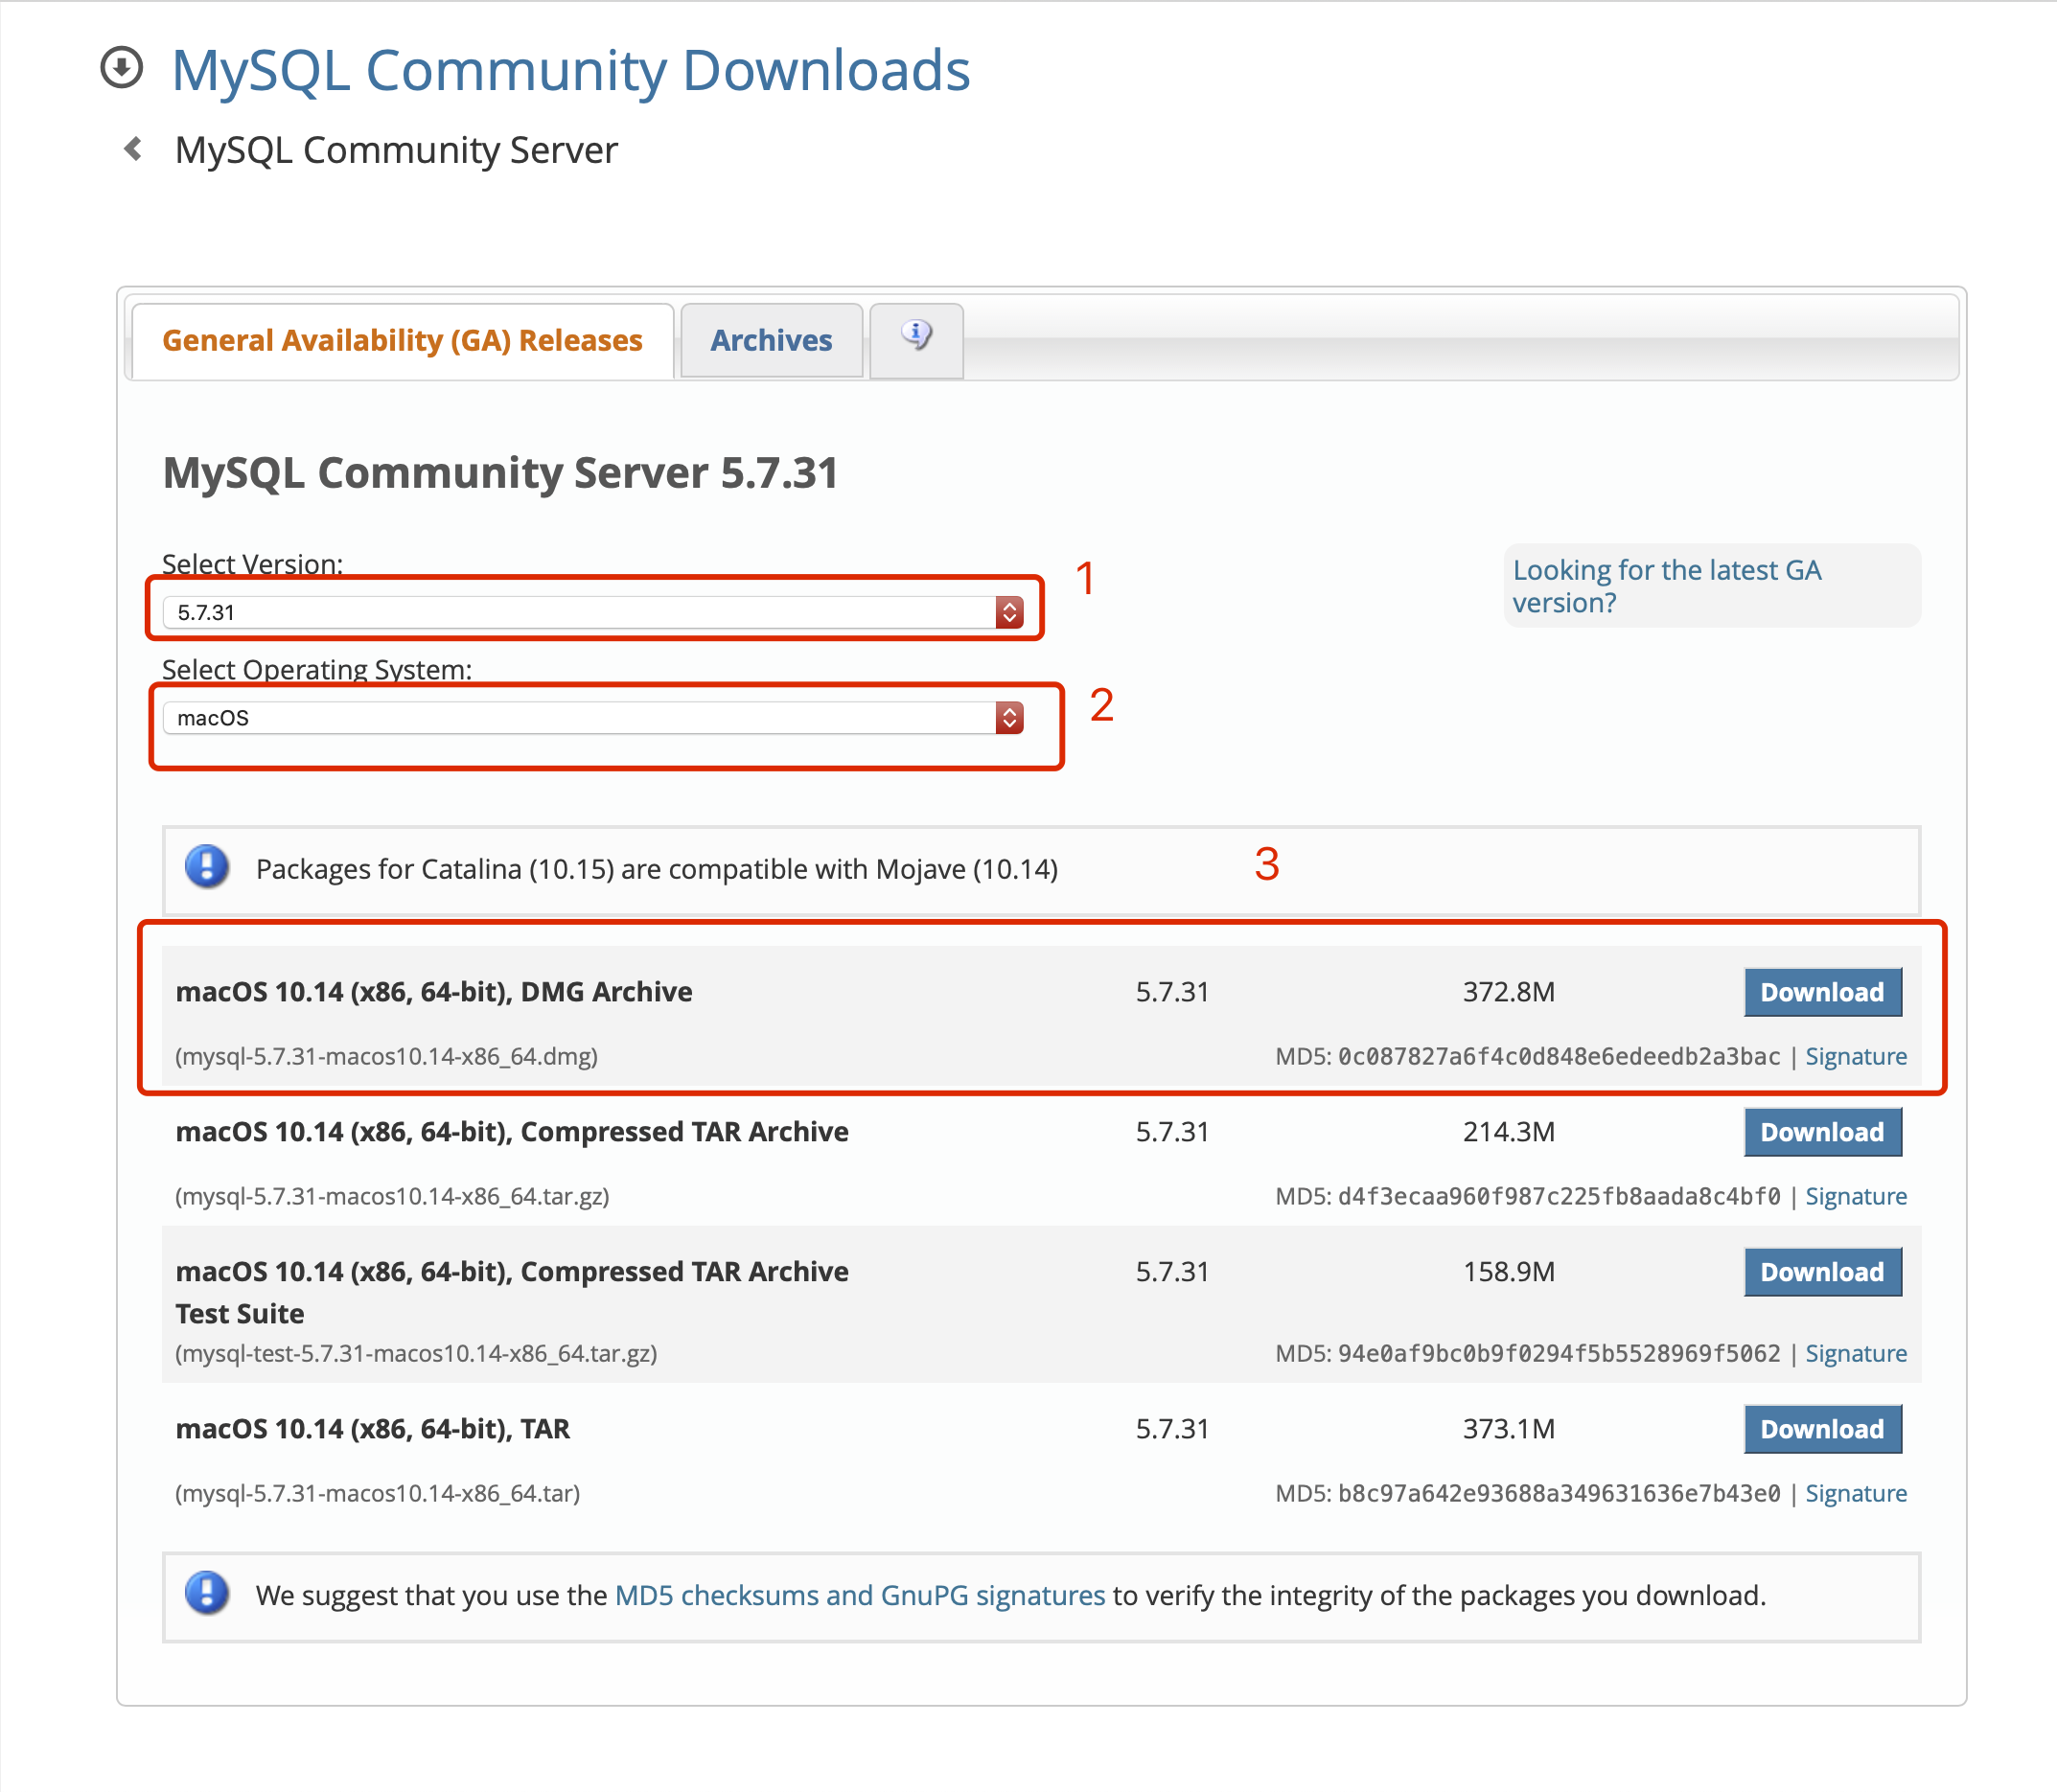 MySQL Community Downloads
MySQL Community Server
General Availability (GA) Releases
Archives
i
MySQL Community Server 5.7.31
Select Version:
1
Looking for the latest GA
version?
5.7.31
Select Operating System:
2
macOS
Packages for Catalina (10.15) are compatible with Mojave (10.14)
3
macOS 10.14 (x86, 64-bit), DMG Archive 5.7.31 372.8M Download
(mysql-5.7.31-macos10.14-x86_64.dmg) MD5: 0c087827a6f4c0d848e6edeedb2a3bac | Signature
macOS 10.14 (x86, 64-bit), Compressed TAR Archive 5.7.31 214.3M Download
(mysql-5.7.31-macos10.14-x86_64.tar.gz) MD5: d4f3ecaa960f987c225fb8aada8c4bf0 | Signature
macOS 10.14 (x86, 64-bit), Compressed TAR Archive 5.7.31 158.9M Download
Test Suite
(mysql-test-5.7.31-macos10.14-x86_64.tar.gz) MD5: 94e0af9bc0b9f0294f5b5528969f5062 | Signature
macOS 10.14 (x86, 64-bit), TAR 5.7.31 373.1M Download
(mysql-5.7.31-macos10.14-x86_64.tar) MD5: b8c97a642e93688a349631636e7b43e0 | Signature
We suggest that you use the MD5 checksums and GnuPG signatures to verify the integrity of the packages you download.